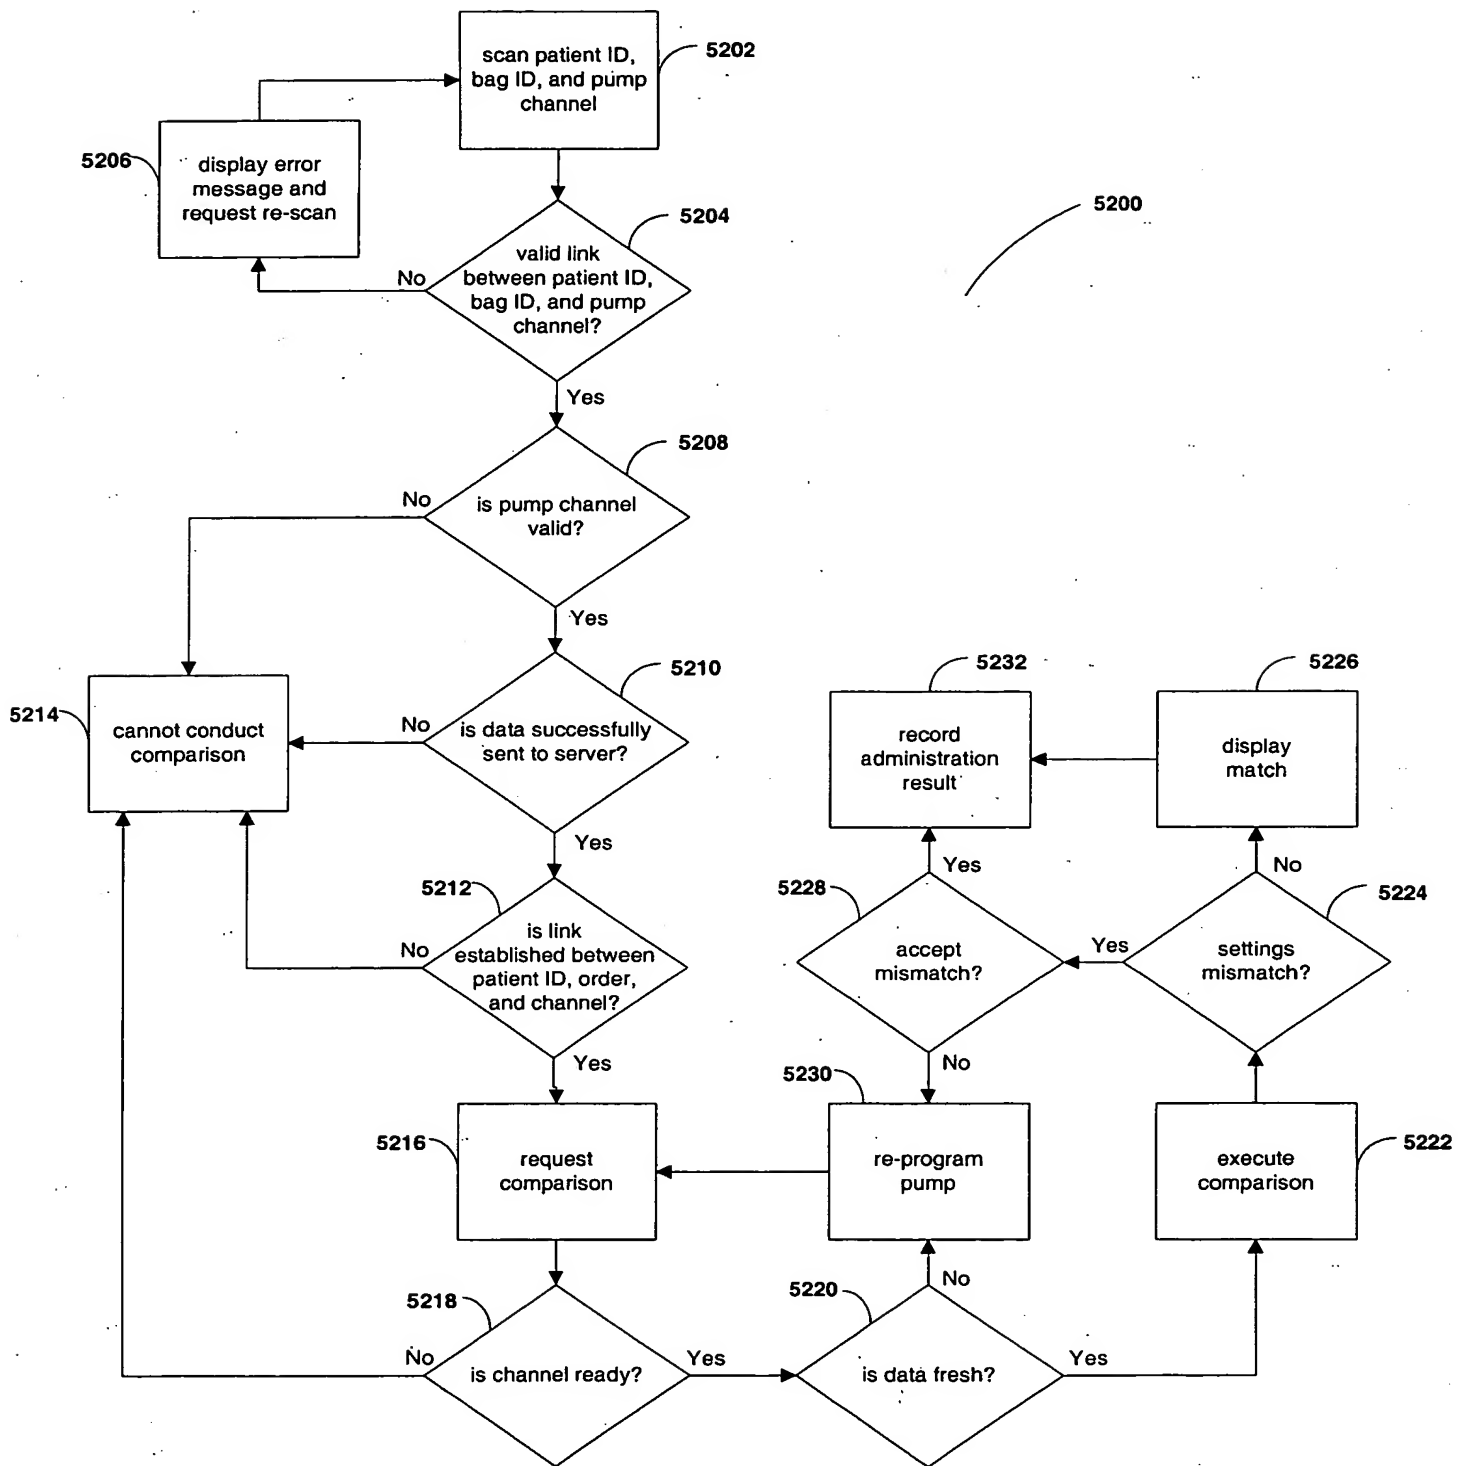 scan patient ID,
bag ID, and pump
channel
5202
5206
display error
message and
request re-scan
5204
5200
valid link
between patient ID,
bag ID, and pump
channel?
No
Yes
5208
No
is pump channel
valid?
Yes
5210
5214
cannot conduct
comparison
No
is data successfully
sent to server?
Yes
5232
record
administration
result
5226
display
match
5212
No
is link
established between
patient ID, order,
and channel?
Yes
Yes
5228
accept
mismatch?
No
Yes
No
5224
settings
mismatch?
5216
request
comparison
5230
re-program
pump
execute
comparison
5222
5218
No
is channel ready?
Yes
5220
No
is data fresh?
Yes